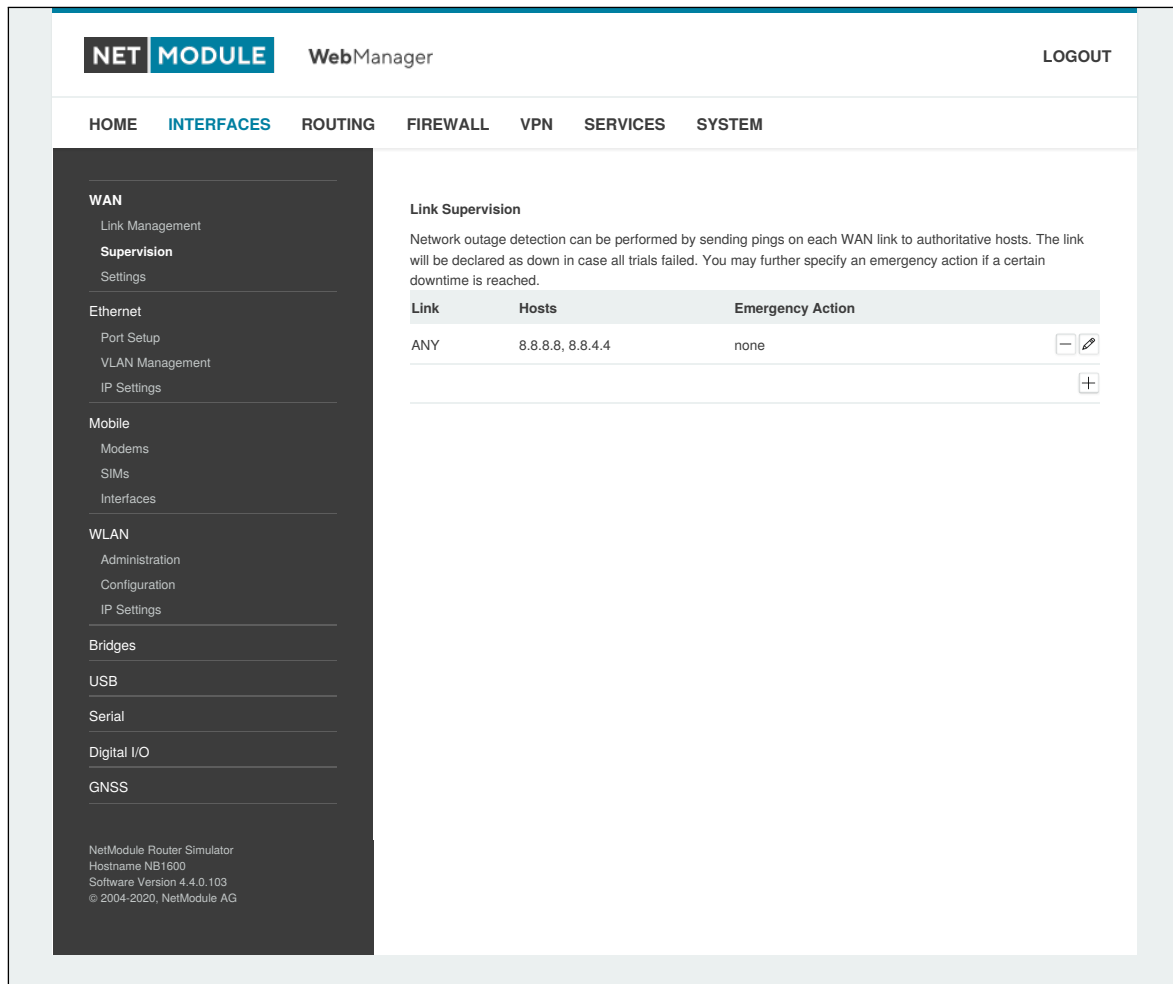 NET MODULE WebManager LOGOUT
HOME INTERFACES ROUTING FIREWALL VPN SERVICES SYSTEM
WAN
Link Management
Supervision
Settings
Ethernet
Port Setup
VLAN Management
IP Settings
Mobile
Modems
SIMs
Interfaces
WLAN
Administration
Configuration
IP Settings
Bridges
USB
Serial
Digital I/O
GNSS
NetModule Router Simulator
Hostname NB1600
Software Version 4.4.0.103
© 2004-2020, NetModule AG
Link Supervision
Network outage detection can be performed by sending pings on each WAN link to authoritative hosts. The link
will be declared as down in case all trials failed. You may further specify an emergency action if a certain
downtime is reached.
Link Hosts Emergency Action
ANY 8.8.8.8, 8.8.4.4 none